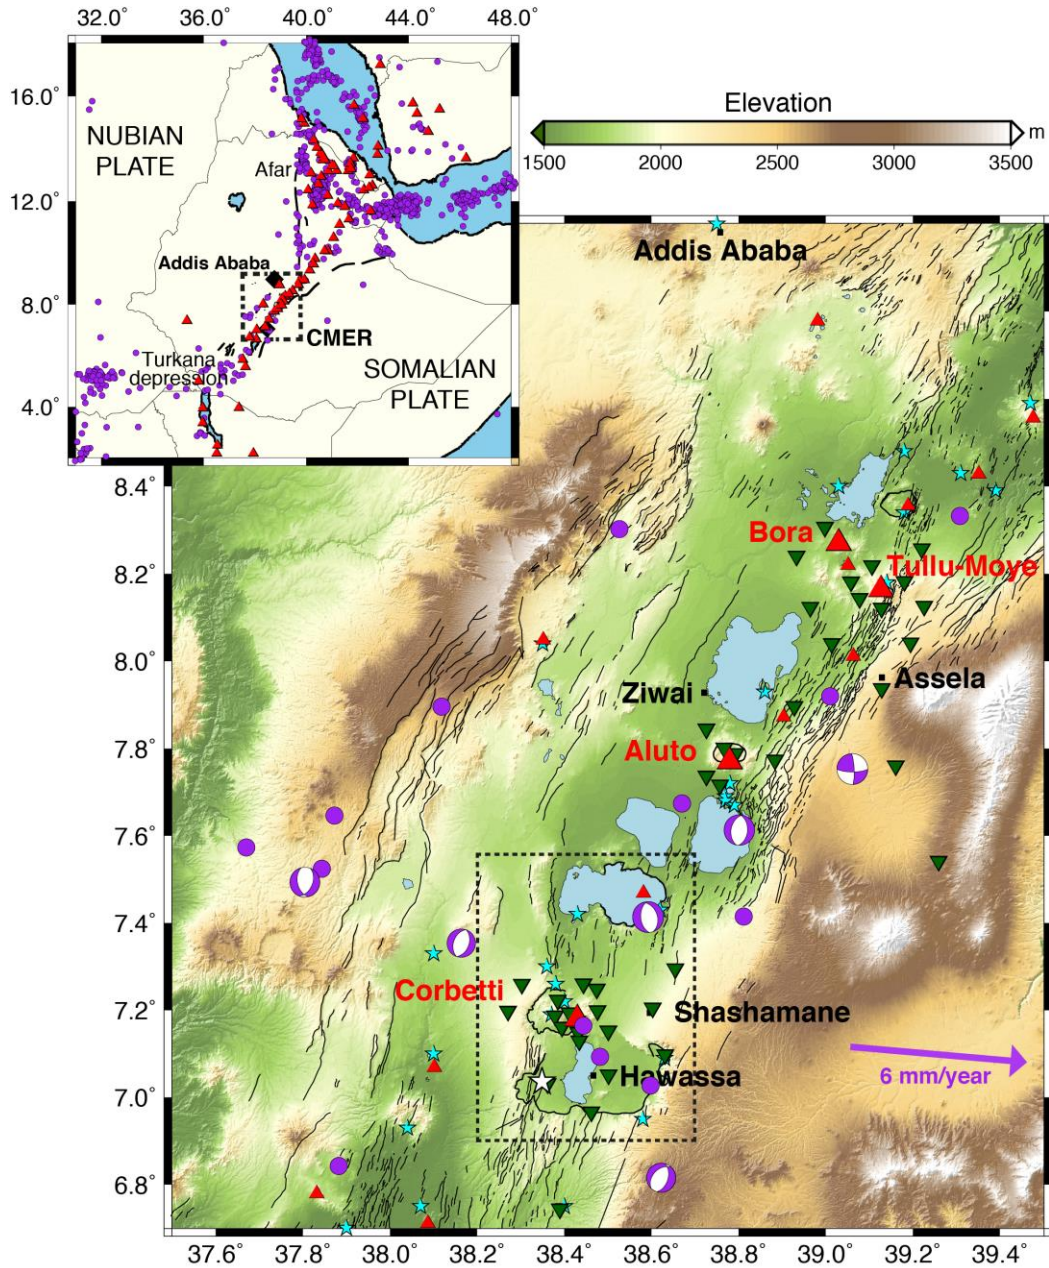 32.0° 36.0° 40.0° 44.0° 48.0°
16.0°
12.0°
8.0°
4.0°
NUBIAN
PLATE
Afar
Addis Ababa
CMER
Turkana
depression
SOMALIAN
PLATE
Elevation
m
1500 2000 2500 3000 3500
Addis Ababa
8.4°
8.2°
8.0°
7.8°
7.6°
7.4°
7.2°
7.0°
6.8°
Bora
Tullu-Moye
Ziwai
Assela
Aluto
Corbetti
Shashamane
Hawassa
6 mm/year
37.6° 37.8° 38.0° 38.2° 38.4° 38.6° 38.8° 39.0° 39.2° 39.4°